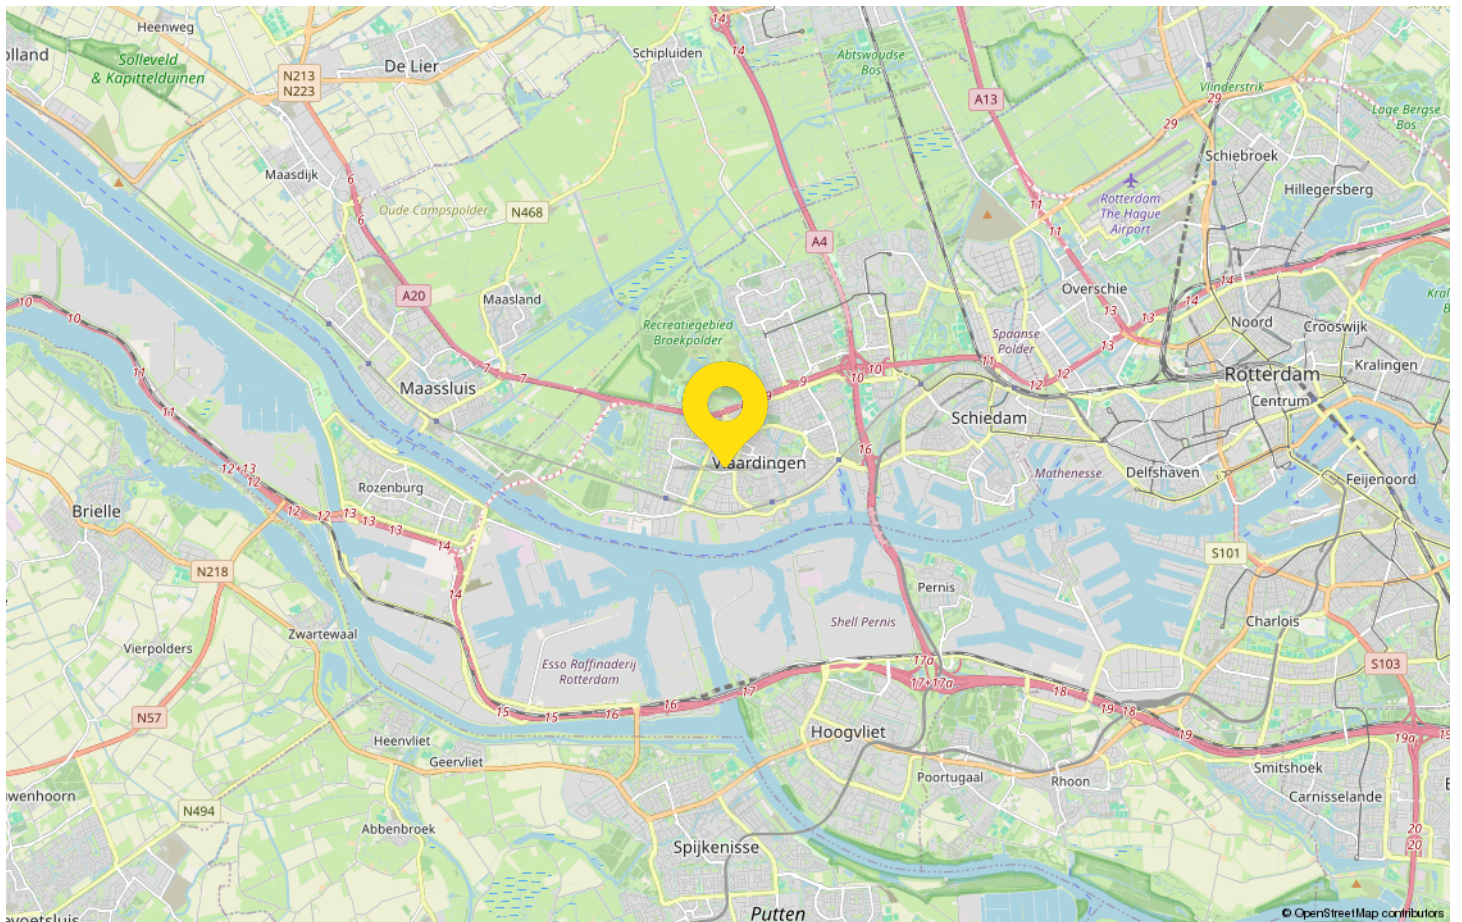 Heenweg
14
14
olland
Solleveld
& Kapittelduinen
De Lier
Schipluiden
Abtswoudse
Bos
N213
N223
A13
Vlinderstrik
29
29
Lage Bergse
Bos
Schiebroek
Maasdijk
6
Hillegersberg
Rotterdam
The Hague
Airport
Oude Campspolder
N468
6
11
11
A4
14
14
14
Overschie
A20
Maasland
10
10
13
13
13
Kral
B
Noord
Crooswijk
Recreatiegebied
Broekpolder
Spaanse
Polder
Kralingen
7
7
11
10
10
9
9
12
12
Rotterdam
Centrum
11
11
Maassluis
Schiedam
16
Vlaardingen
Mathenesse
Delfshaven
Feijenoord
12+13
12
Rozenburg
Brielle
12
12
13
13
13
14
S101
N218
14
Pernis
Charlois
Shell Pernis
Zwartewaal
Vierpolders
Esso Raffinaderij
Rotterdam
17a
17+17a
S103
N57
15
15
16
16
17
18
19
18
19
19a
19
Hoogvliet
Heenvliet
Geervliet
Poortugaal
Rhoon
Smitshoek
Carnisselande
E
uwenhoorn
N494
Abbenbroek
20
20
Spijkenisse
Putten
evoetsluis
© OpenStreetMap contributors